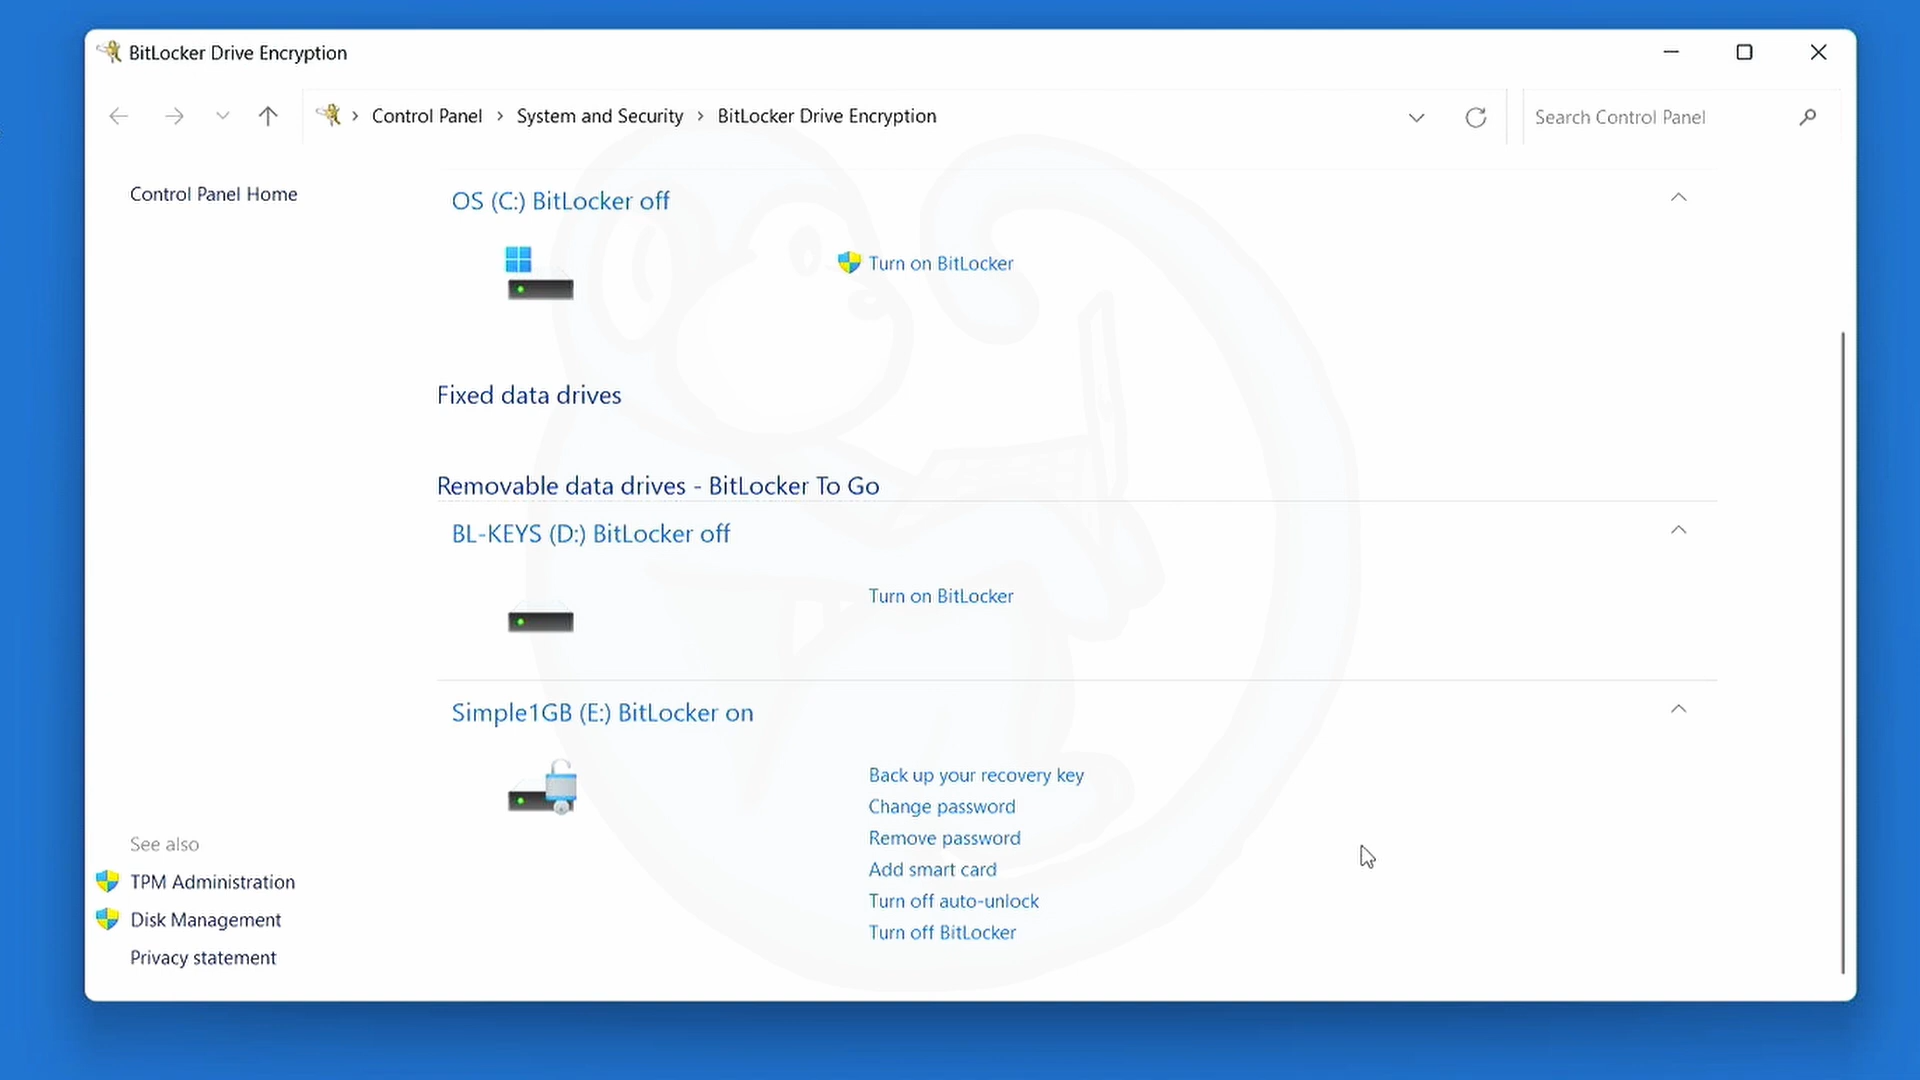 BitLocker Drive Encryption
Control Panel > System and Security > BitLocker Drive Encryption
Search Control Panel
Control Panel Home
OS (C:) BitLocker off
Turn on BitLocker
Fixed data drives
Removable data drives - BitLocker To Go
BL-KEYS (D:) BitLocker off
Turn on BitLocker
Simple1GB (E:) BitLocker on
Back up your recovery key
Change password
Remove password
Add smart card
Turn off auto-unlock
Turn off BitLocker
See also
TPM Administration
Disk Management
Privacy statement